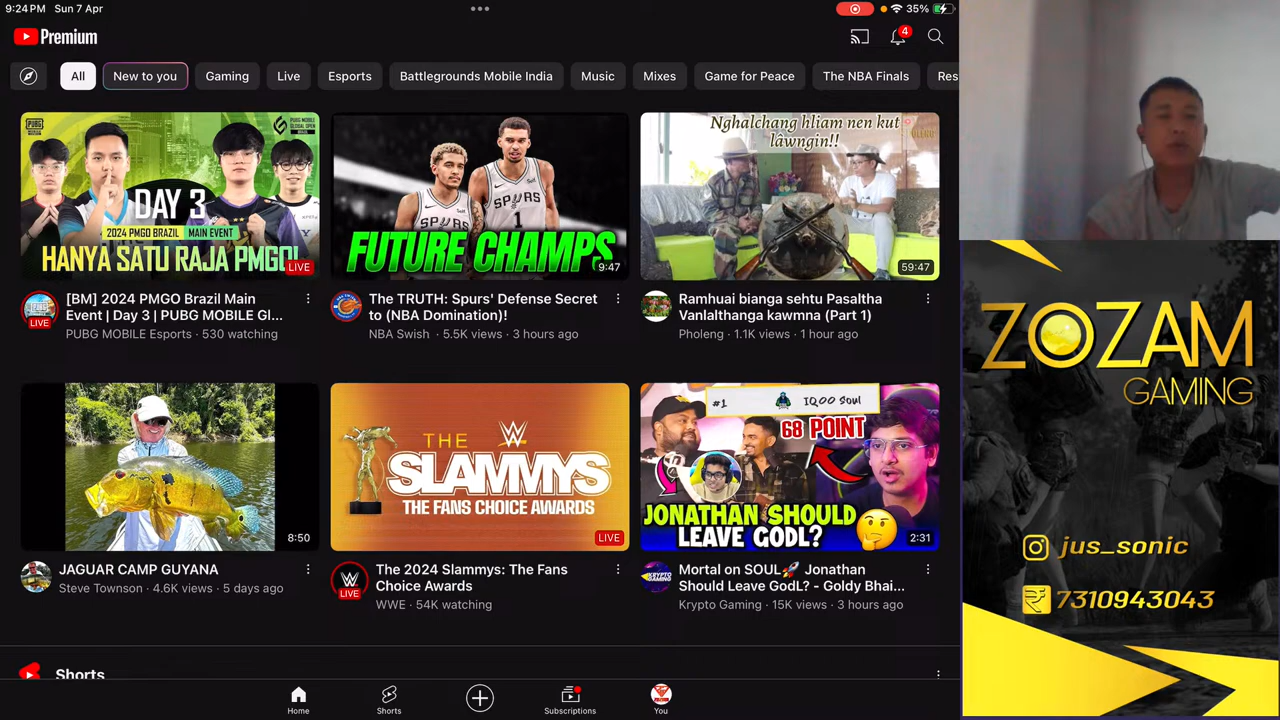 9:24 PM Sun 7 Apr
35%
Premium
4
All
New to you
Gaming
Live
Esports
Battlegrounds Mobile India
Music
Mixes
Game for Peace
The NBA Finals
Res
DAY 3
2024 PMGO BRAZIL MAIN EVENT
HANYA SATU RAJA PMGO!
LIVE
LIVE
[BM] 2024 PMGO Brazil Main
Event | Day 3 | PUBG MOBILE Gl...
PUBG MOBILE Esports · 530 watching
SPURS
SPURS
1
FUTURE CHAMPS
9:47
The TRUTH: Spurs' Defense Secret
to (NBA Domination)!
NBA Swish · 5.5K views · 3 hours ago
Nghalchang hliam nen kut
lâwngin!!
59:47
Ramhuai bianga sehtu Pasaltha
Vanlalthanga kawmna (Part 1)
Pholeng · 1.1K views · 1 hour ago
8:50
JAGUAR CAMP GUYANA
Steve Townson · 4.6K views · 5 days ago
THE
SLAMMYS
THE FANS CHOICE AWARDS
LIVE
LIVE
The 2024 Slammys: The Fans
Choice Awards
WWE · 54K watching
#1 IQOO SOUL
68 POINT
JONATHAN SHOULD
LEAVE GODL?
2:31
Mortal on SOUL🚀 Jonathan
Should Leave GodL? - Goldy Bhai...
Krypto Gaming · 15K views · 3 hours ago
Shorts
Home
Shorts
Subscriptions
You
ZOZAM
GAMING
jus_sonic
7310943043